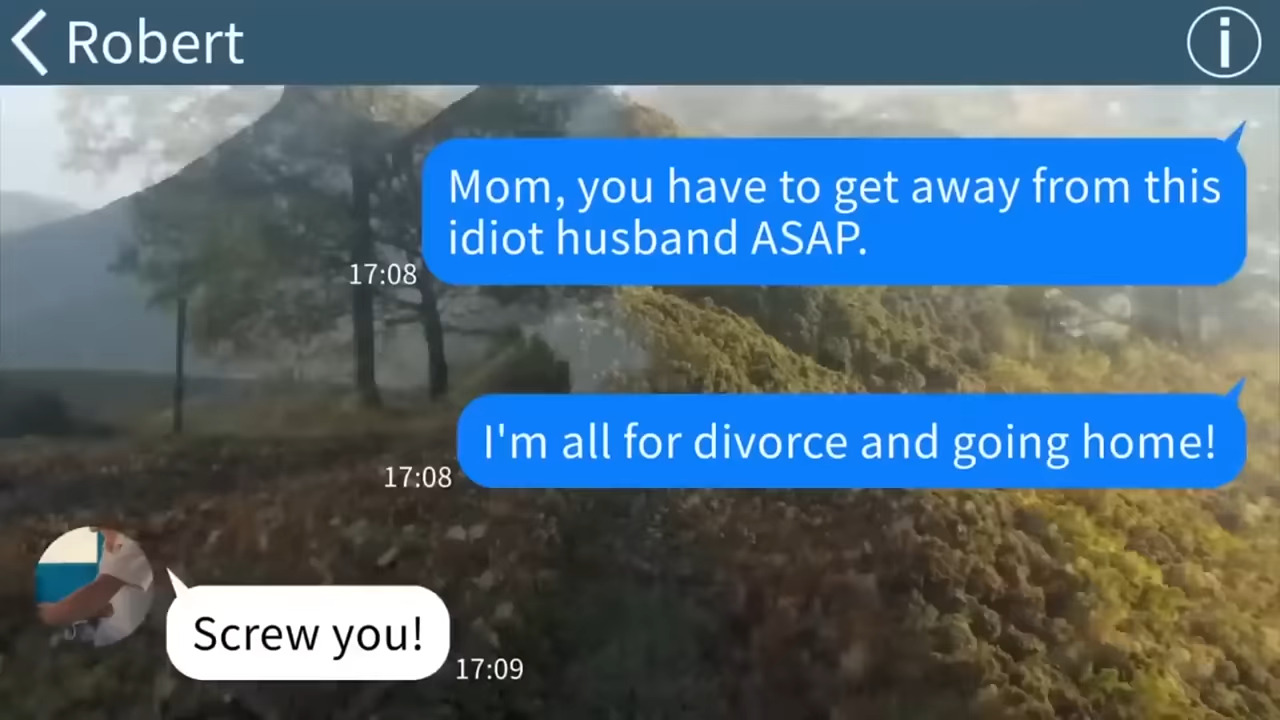 Robert
Mom, you have to get away from this
idiot husband ASAP.
17:08
I'm all for divorce and going home!
17:08
Screw you!
17:09